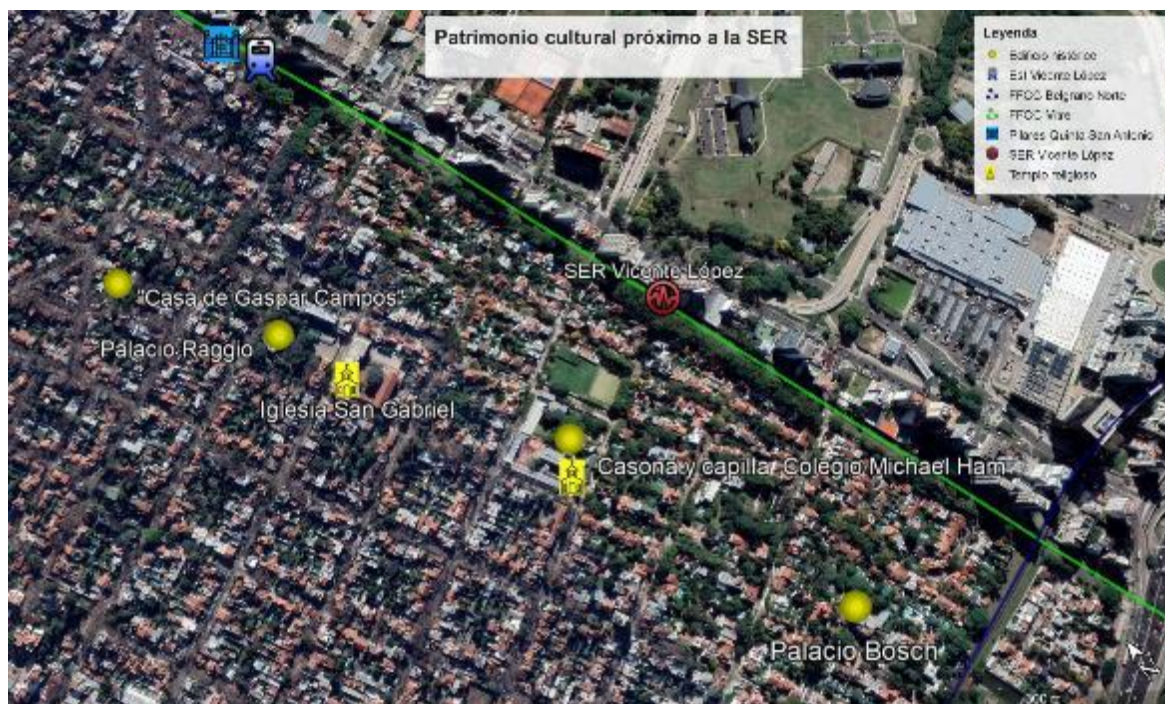 Patrimonio cultural próximo a la SER
Leyenda
Edificio histórico
Est Vicente López
FFCC Belgrano Norte
FFCC Mitre
Pilares Quinta San Antonio
SER Vicente López
Templo religioso
SER Vicente López
"Casa de Gaspar Campos"
Palacio Raggio
Iglesia San Gabriel
Casona y capilla, Colegio Michael Ham
Palacio Bosch